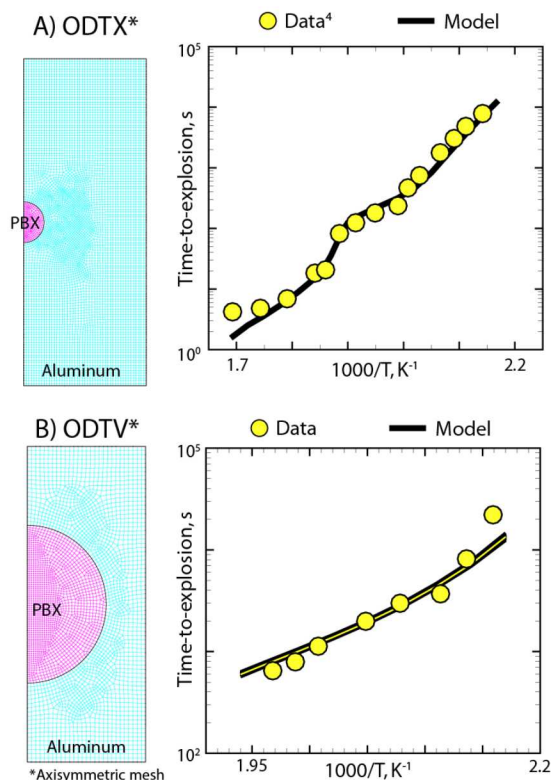 A) ODTX*
Data⁴
Model
PBX
Aluminum
Time-to-explosion, s
10⁵
10⁰
1.7
1000/T, K⁻¹
2.2
B) ODTV*
Data
Model
PBX
Aluminum
*Axisymmetric mesh
Time-to-explosion, s
10⁵
10²
1.95
1000/T, K⁻¹
2.2